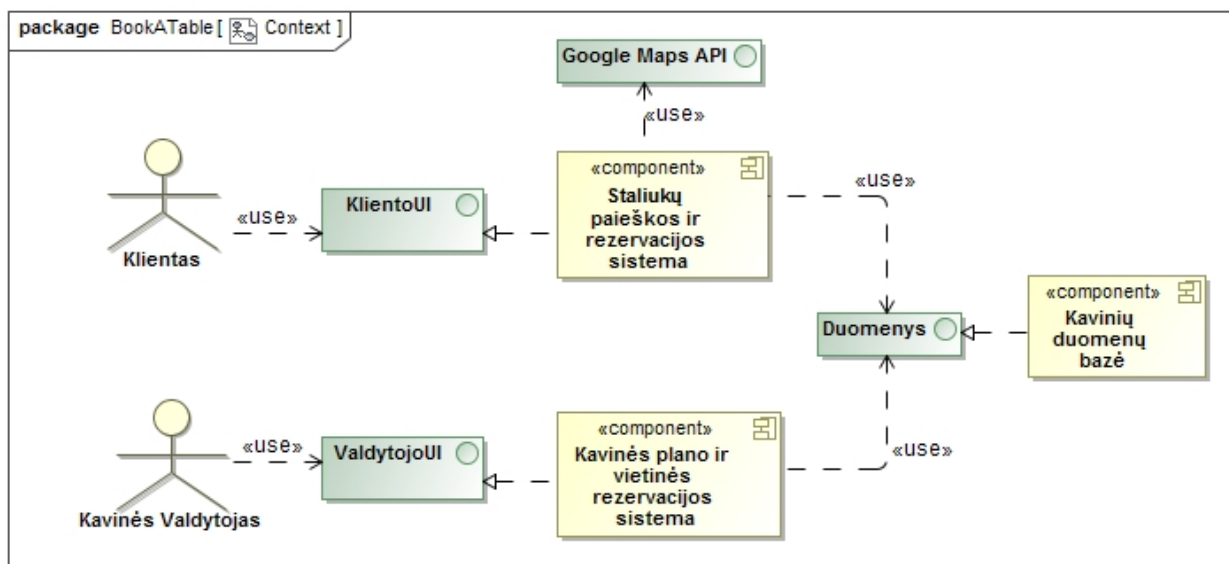 package BookATable [ Context ]
Google Maps API
«use»
«component»
Staliukų
paieškos ir
rezervacijos
sistema
«use»
KlientoUI
«use»
Klientas
«component»
Kavinių
duomenų
bazė
Duomenys
«component»
Kavinės plano ir
vietinės
rezervacijos
sistema
«use»
ValdytojoUI
«use»
Kavinės Valdytojas